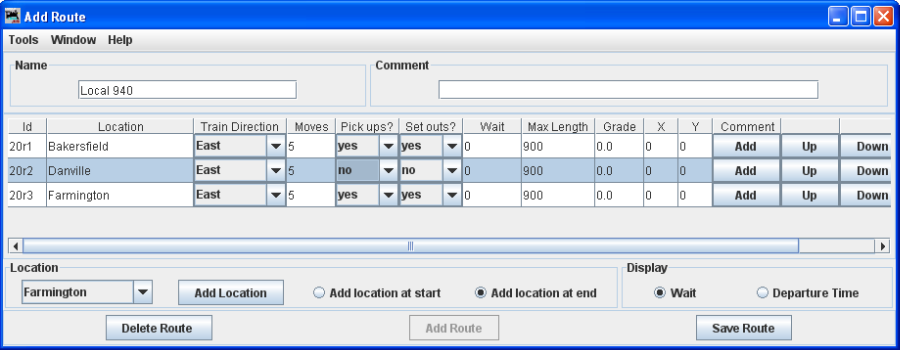 Add Route
Tools Window Help
Name Comment
Local 940
Id Location Train Direction Moves Pick ups? Set outs? Wait Max Length Grade X Y Comment
20r1 Bakersfield East 5 yes yes 0 900 0.0 0 0 Add Up Down
20r2 Danville East 5 no no 0 900 0.0 0 0 Add Up Down
20r3 Farmington East 5 yes yes 0 900 0.0 0 0 Add Up Down
Location Display
Farmington Add Location Add location at start Add location at end Wait Departure Time
Delete Route Add Route Save Route